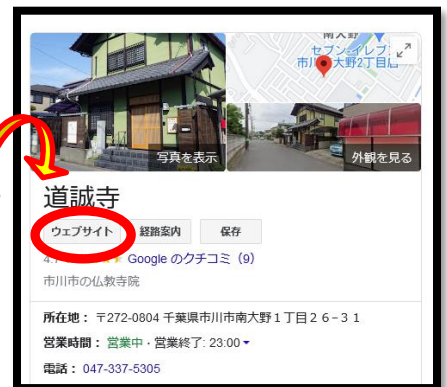 南大野
セブン-イレブン
市川大野2丁目店
写真を表示
外観を見る
道誠寺
ウェブサイト
経路案内
保存
Google のクチコミ（9）
市川市の仏教寺院
所在地： 〒272-0804 千葉県市川市南大野１丁目２６−３１
営業時間： 営業中・営業終了: 23:00
電話： 047-337-5305